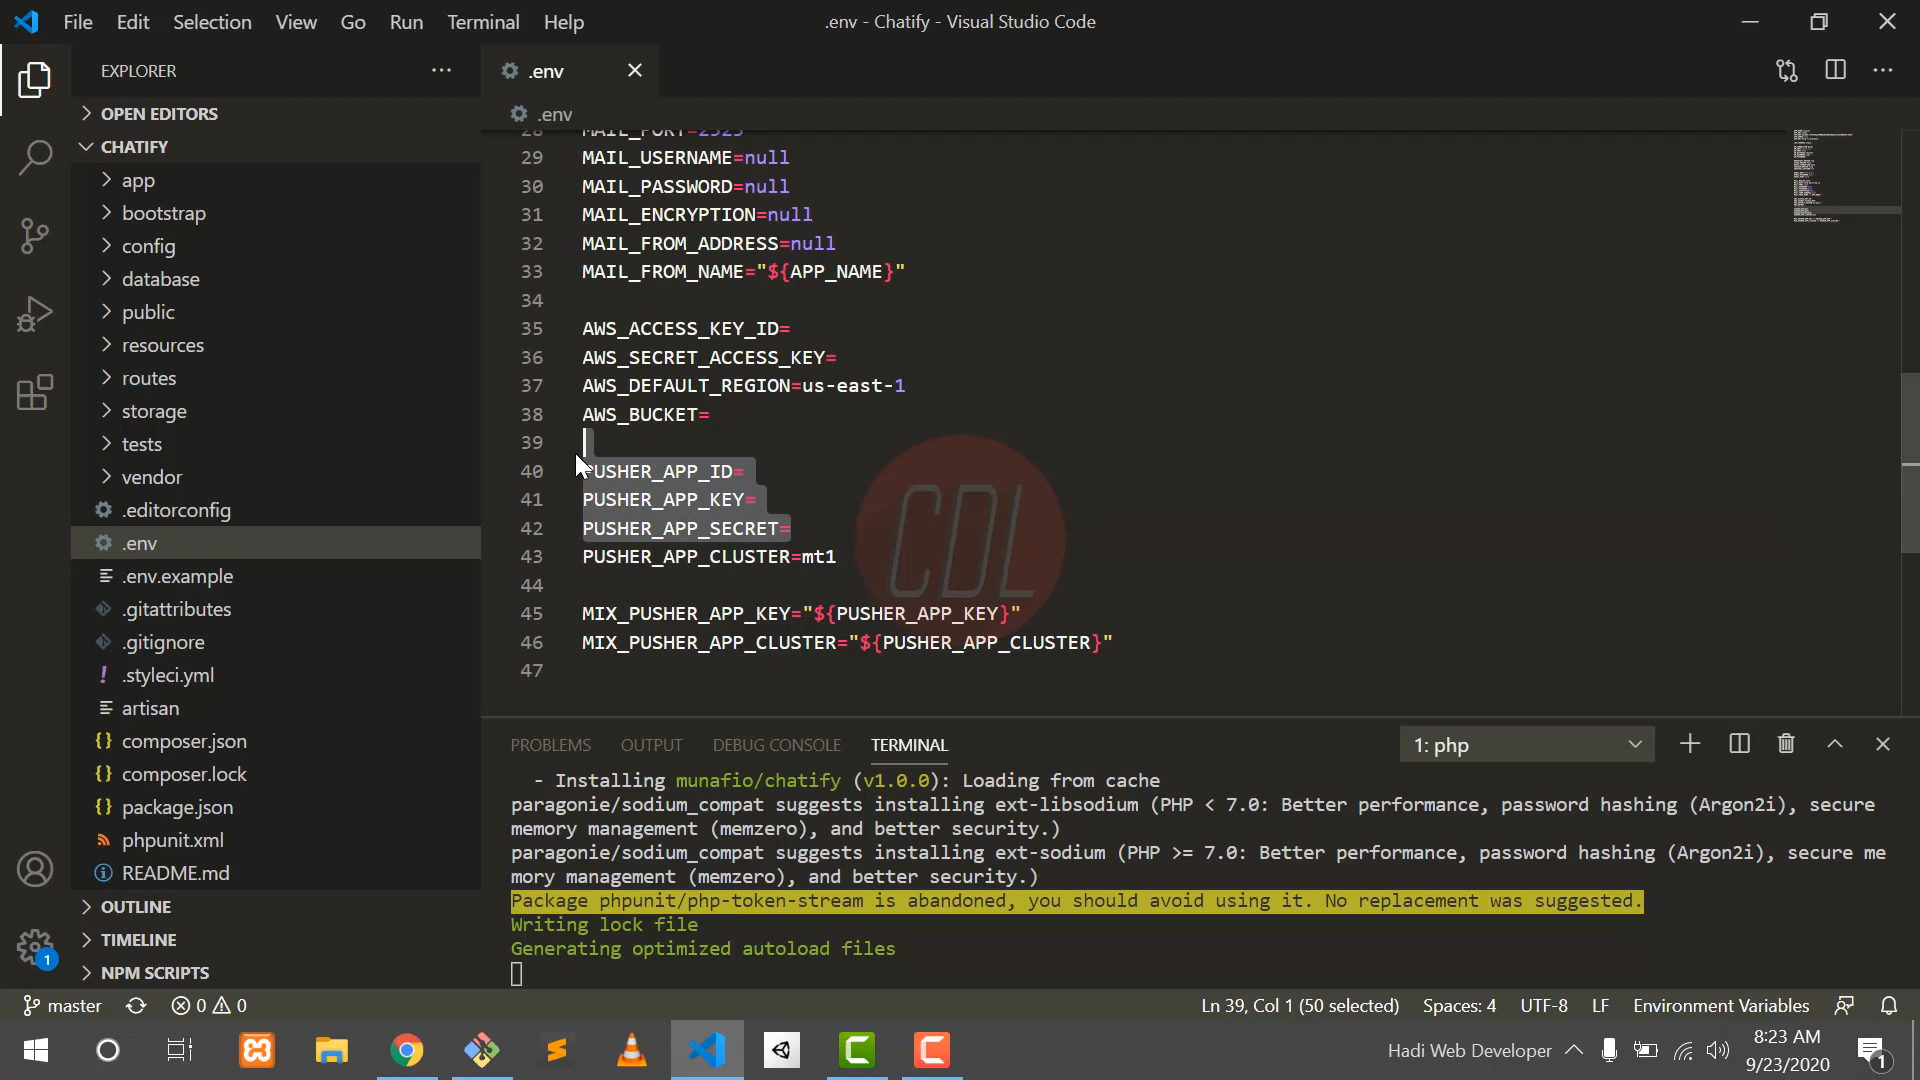 File Edit Selection View Go Run Terminal Help
.env - Chatify - Visual Studio Code
EXPLORER
.env
OPEN EDITORS
.env
CHATIFY
app
bootstrap
config
database
public
resources
routes
storage
tests
vendor
.editorconfig
.env
.env.example
.gitattributes
.gitignore
.styleci.yml
artisan
composer.json
composer.lock
package.json
phpunit.xml
README.md
OUTLINE
TIMELINE
NPM SCRIPTS
28 MAIL_PORT=2525
29 MAIL_USERNAME=null
30 MAIL_PASSWORD=null
31 MAIL_ENCRYPTION=null
32 MAIL_FROM_ADDRESS=null
33 MAIL_FROM_NAME="${APP_NAME}"
34
35 AWS_ACCESS_KEY_ID=
36 AWS_SECRET_ACCESS_KEY=
37 AWS_DEFAULT_REGION=us-east-1
38 AWS_BUCKET=
39
40 PUSHER_APP_ID=
41 PUSHER_APP_KEY=
42 PUSHER_APP_SECRET=
43 PUSHER_APP_CLUSTER=mt1
44
45 MIX_PUSHER_APP_KEY="${PUSHER_APP_KEY}"
46 MIX_PUSHER_APP_CLUSTER="${PUSHER_APP_CLUSTER}"
47
CDL
PROBLEMS OUTPUT DEBUG CONSOLE TERMINAL
1: php
- Installing munafio/chatify (v1.0.0): Loading from cache
paragonie/sodium_compat suggests installing ext-libsodium (PHP < 7.0: Better performance, password hashing (Argon2i), secure
memory management (memzero), and better security.)
paragonie/sodium_compat suggests installing ext-sodium (PHP >= 7.0: Better performance, password hashing (Argon2i), secure me
mory management (memzero), and better security.)
Package phpunit/php-token-stream is abandoned, you should avoid using it. No replacement was suggested.
Writing lock file
Generating optimized autoload files
1
master 0 0
Ln 39, Col 1 (50 selected) Spaces: 4 UTF-8 LF Environment Variables
Hadi Web Developer
8:23 AM
9/23/2020
1